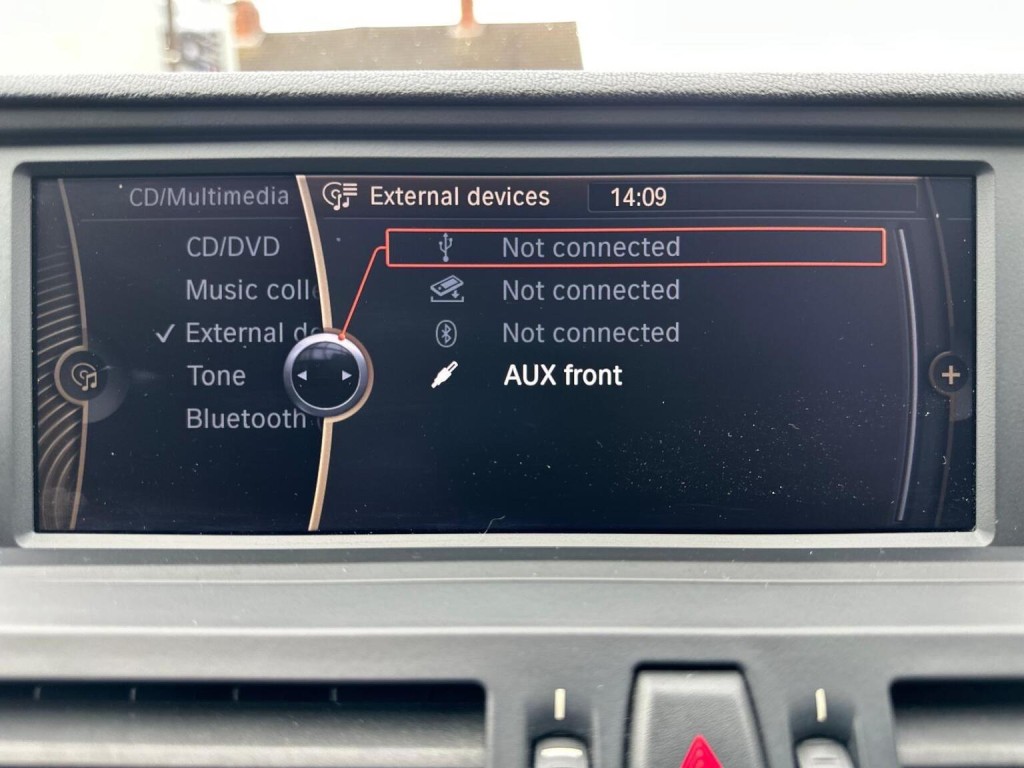 CD/Multimedia
External devices
14:09
CD/DVD
Music coll
External de
Tone
Bluetooth
Not connected
Not connected
Not connected
AUX front